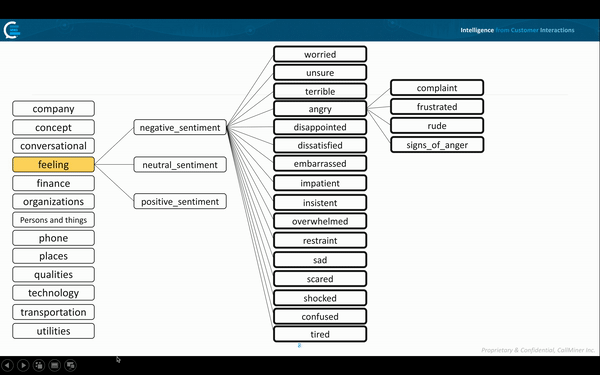 Intelligence from Customer Interactions
company
concept
conversational
feeling
finance
organizations
Persons and things
phone
places
qualities
technology
transportation
utilities
negative_sentiment
neutral_sentiment
positive_sentiment
worried
unsure
terrible
angry
disappointed
dissatisfied
embarrassed
impatient
insistent
overwhelmed
restraint
sad
scared
shocked
confused
tired
complaint
frustrated
rude
signs_of_anger
8
Proprietary & Confidential, CallMiner Inc.